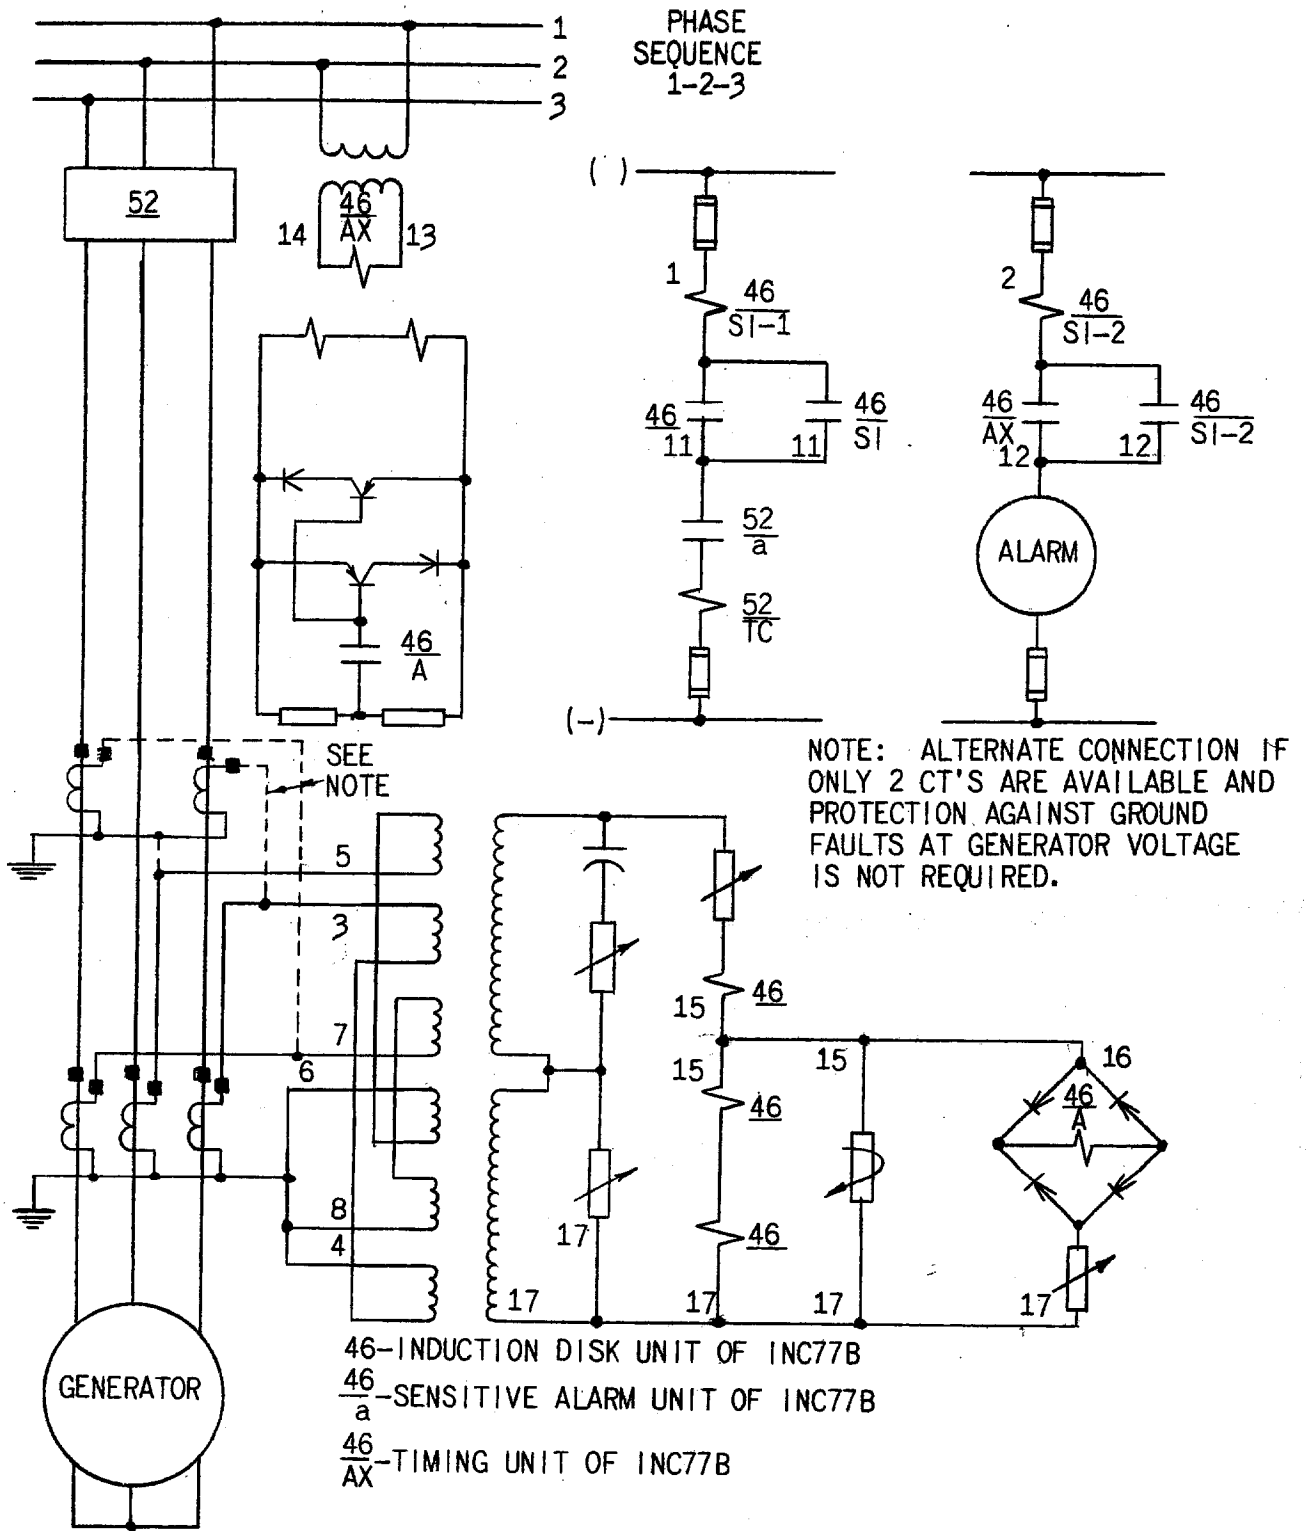 1
2
3
PHASE
SEQUENCE
1-2-3
52
14
46
AX
13
( )
1
46
SI-1
2
46
SI-2
46
11
11
46
SI
46
AX
12
12
46
SI-2
52
a
ALARM
52
TC
46
A
(-)
SEE
NOTE
NOTE: ALTERNATE CONNECTION IF
ONLY 2 CT'S ARE AVAILABLE AND
PROTECTION AGAINST GROUND
FAULTS AT GENERATOR VOLTAGE
IS NOT REQUIRED.
5
3
7
6
8
4
15
46
15
46
15
16
46
A
17
46
17
17
17
17
GENERATOR
46-INDUCTION DISK UNIT OF INC77B
46
a
-SENSITIVE ALARM UNIT OF INC77B
46
AX
-TIMING UNIT OF INC77B